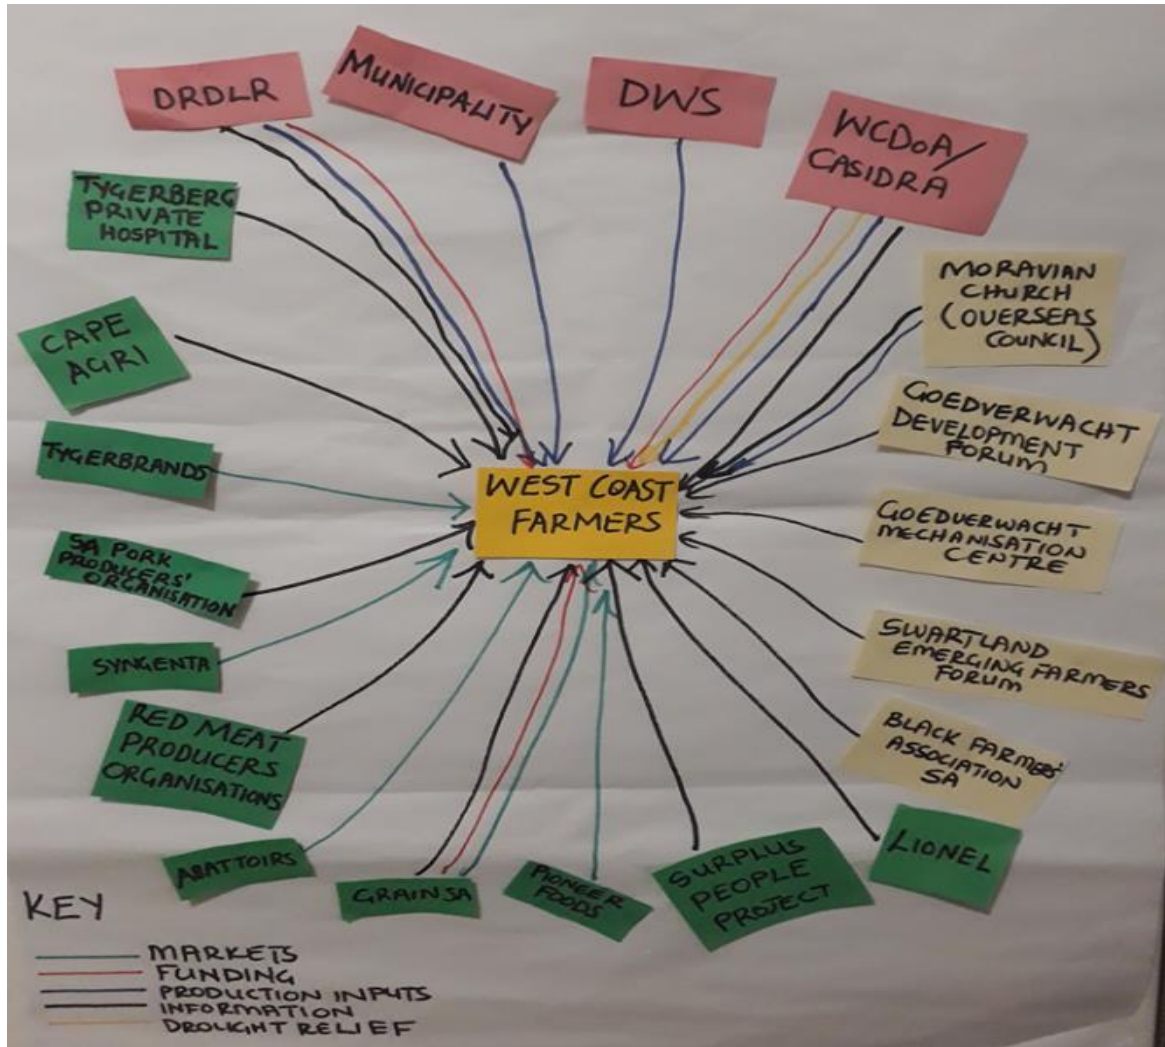 DRDLR
MUNICIPALITY
DWS
WCDoA/
CASIDRA
TYGERBERG
PRIVATE
HOSPITAL
MORAVIAN
CHURCH
(OVERSEAS
COUNCIL)
CAPE
AGRI
GOEDVERWACHT
DEVELOPMENT
FORUM
TYGERBRANDS
WEST COAST
FARMERS
GOEDVERWACHT
MECHANISATION
CENTRE
SA PORK
PRODUCERS'
ORGANISATION
SWARTLAND
EMERGING FARMERS
FORUM
SYNGENTA
RED MEAT
PRODUCERS
ORGANISATIONS
BLACK FARMERS'
ASSOCIATION
SA
ABATTOIRS
GRAINSA
PIONEER
FOODS
SURPLUS
PEOPLE
PROJECT
LIONEL
KEY
MARKETS
FUNDING
PRODUCTION INPUTS
INFORMATION
DROUGHT RELIEF